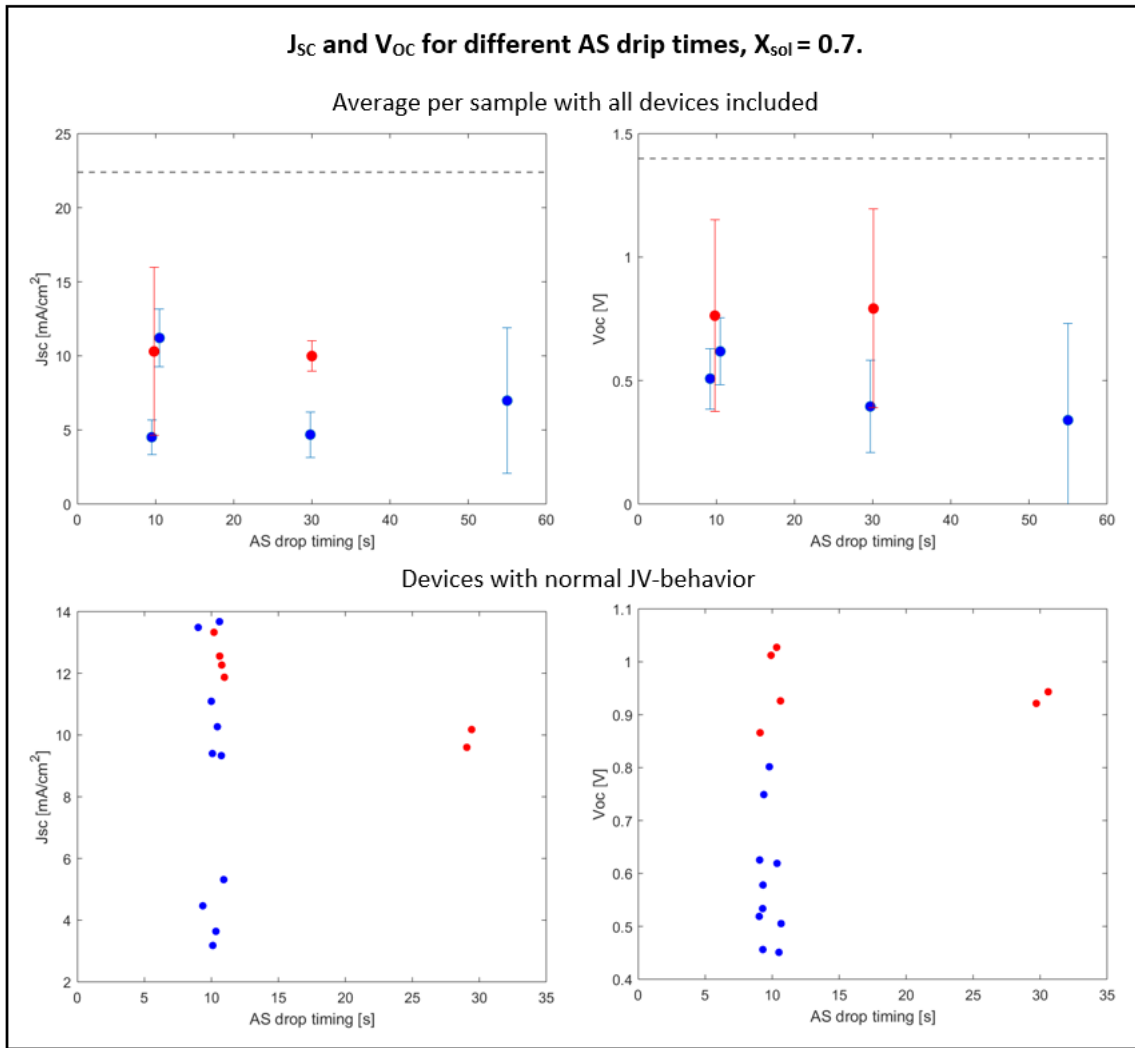 J_SC and V_OC for different AS drip times, X_sol = 0.7.
Average per sample with all devices included
25
20
15
10
5
0
Jsc [mA/cm²]
0 10 20 30 40 50 60
AS drop timing [s]
1.5
1
0.5
0
Voc [V]
0 10 20 30 40 50 60
AS drop timing [s]
Devices with normal JV-behavior
14
12
10
8
6
4
2
Jsc [mA/cm²]
0 5 10 15 20 25 30 35
AS drop timing [s]
1.1
1
0.9
0.8
0.7
0.6
0.5
0.4
Voc [V]
0 5 10 15 20 25 30 35
AS drop timing [s]